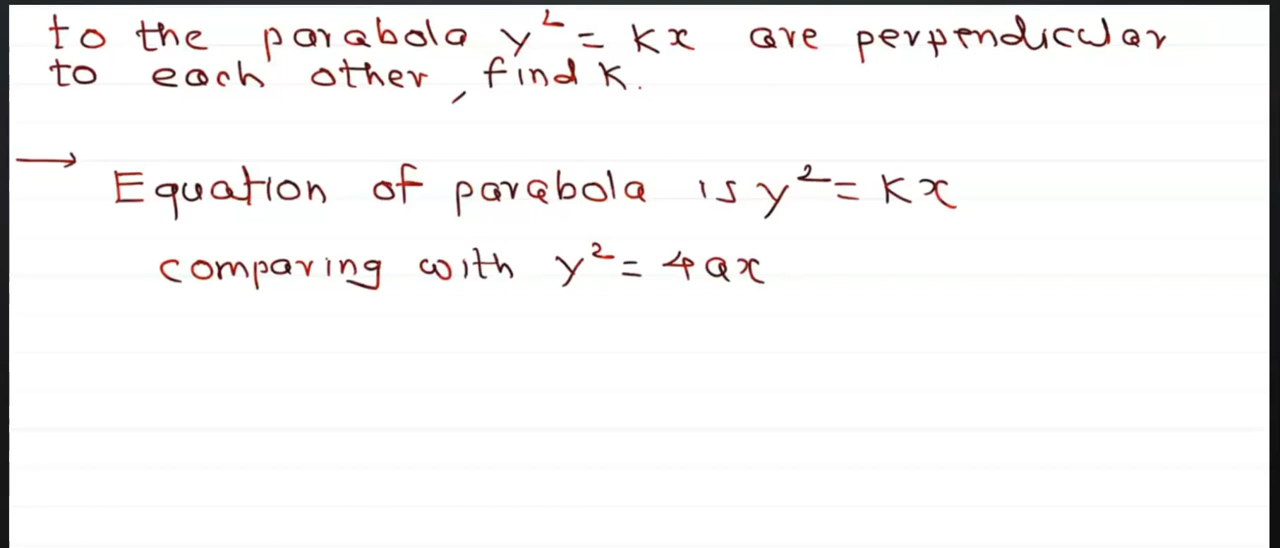 to the parabola y² = kx are perpendicular
to each other, find k.
→ Equation of parabola is y² = kx
comparing with y² = 4ax